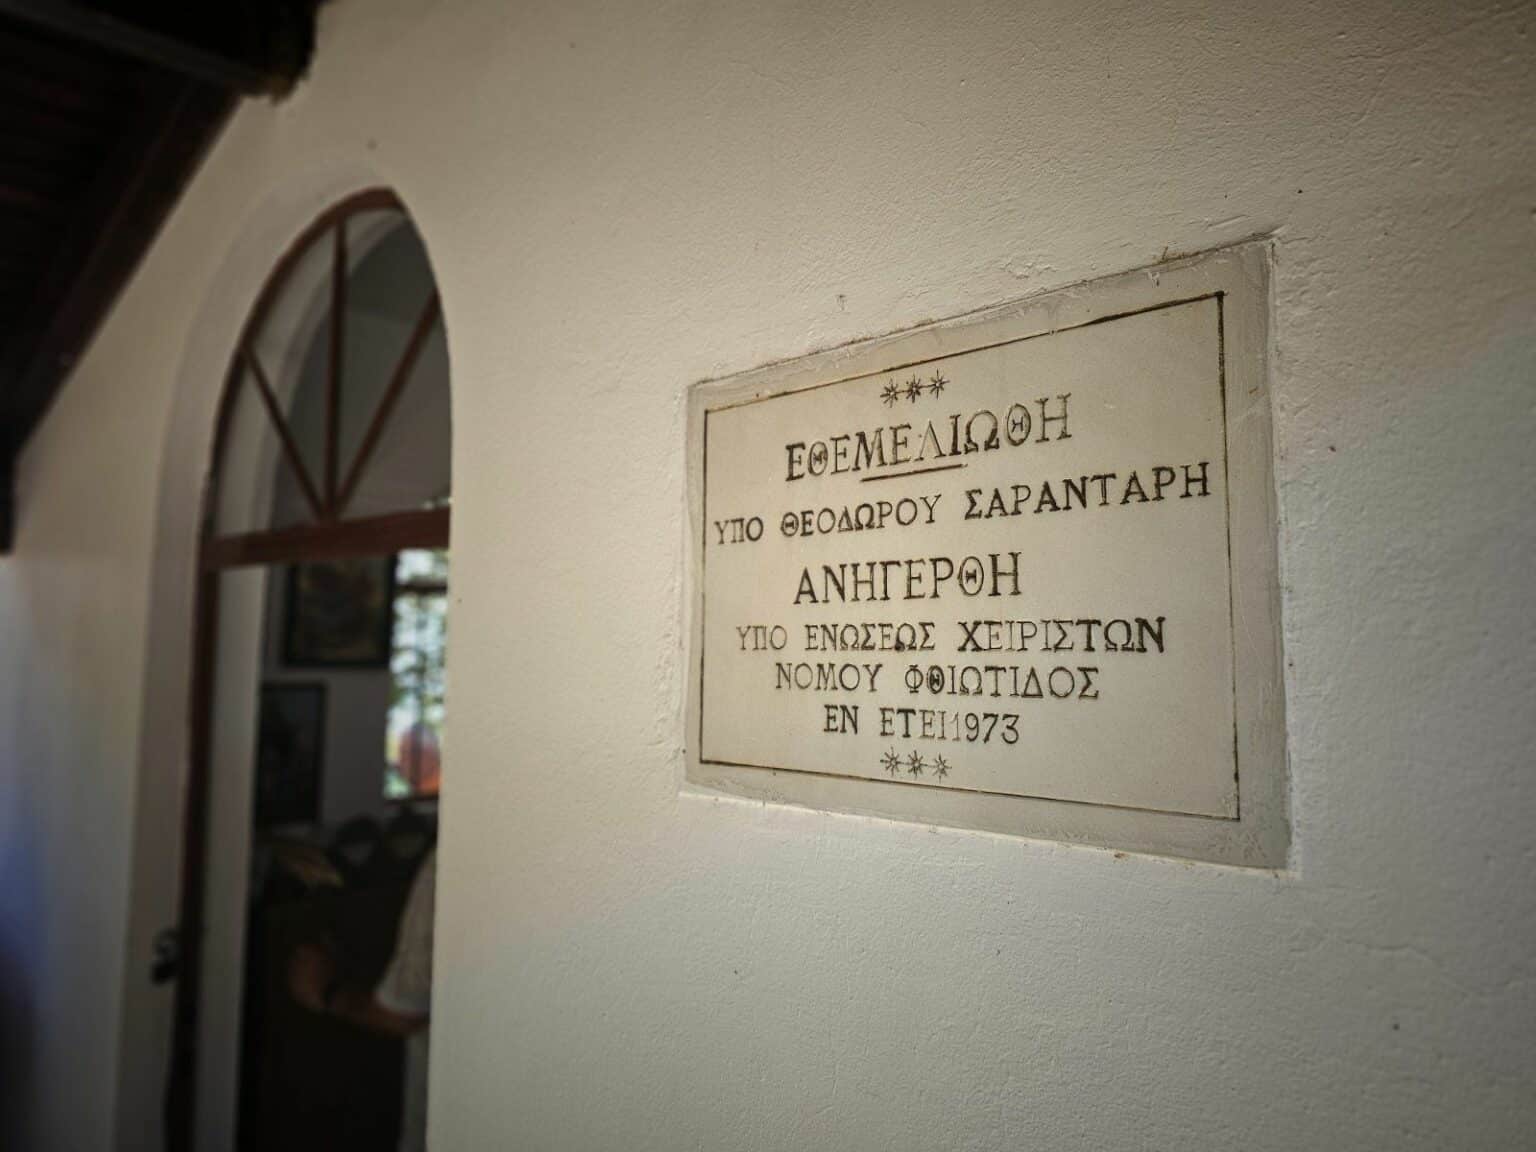 ΕΘΕΜΕΛΙΩΘΗ
ΥΠΟ ΘΕΟΔΩΡΟΥ ΣΑΡΑΝΤΑΡΗ
ΑΝΗΓΕΡΘΗ
ΥΠΟ ΕΝΩΣΕΩΣ ΧΕΙΡΙΣΤΩΝ
ΝΟΜΟΥ ΦΘΙΩΤΙΔΟΣ
ΕΝ ΕΤΕΙ 1973